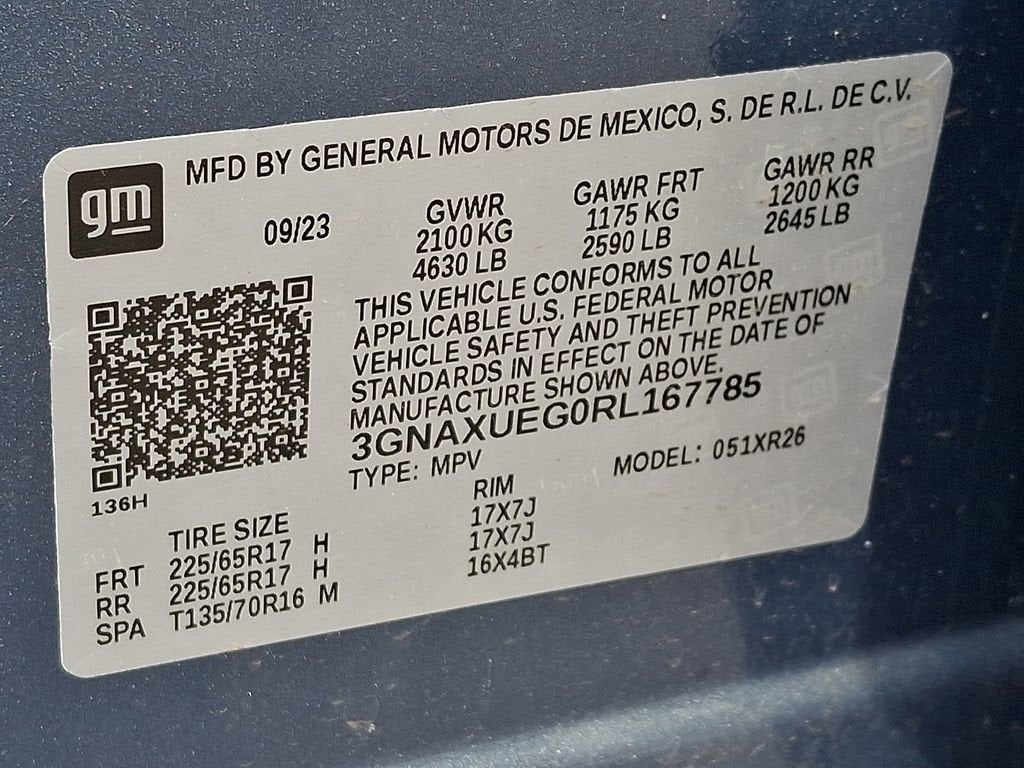 gm
MFD BY GENERAL MOTORS DE MEXICO, S. DE R.L. DE C.V.
09/23
GVWR
2100 KG
4630 LB
GAWR FRT
1175 KG
2590 LB
GAWR RR
1200 KG
2645 LB
THIS VEHICLE CONFORMS TO ALL
APPLICABLE U.S. FEDERAL MOTOR
VEHICLE SAFETY AND THEFT PREVENTION
STANDARDS IN EFFECT ON THE DATE OF
MANUFACTURE SHOWN ABOVE.
3GNAXUEG0RL167785
TYPE: MPV MODEL: 051XR26
136H
TIRE SIZE RIM
FRT 225/65R17 H 17X7J
RR 225/65R17 H 17X7J
SPA T135/70R16 M 16X4BT